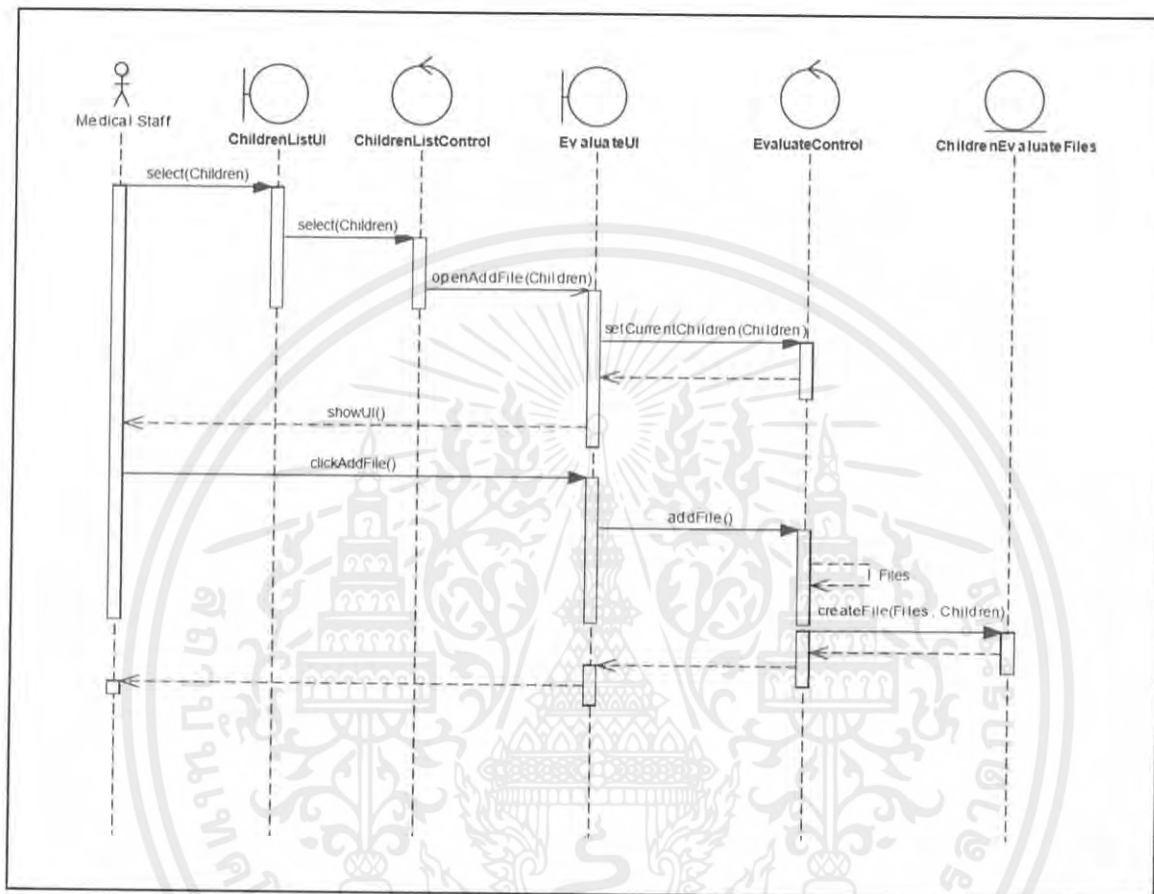 Medical Staff
ChildrenListUI
ChildrenListControl
EvaluateUI
EvaluateControl
ChildrenEvaluateFiles
select(Children)
select(Children)
openAddFile(Children)
setCurrentChildren(Children)
showUI()
clickAddFile()
addFile()
Files
createFile(Files , Children)